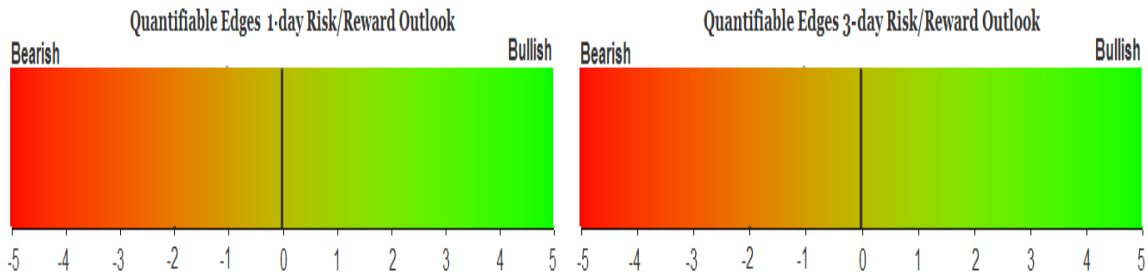 Quantifiable Edges 1-day Risk/Reward Outlook
Bearish Bullish
-5 -4 -3 -2 -1 0 1 2 3 4 5
Quantifiable Edges 3-day Risk/Reward Outlook
Bearish Bullish
-5 -4 -3 -2 -1 0 1 2 3 4 5